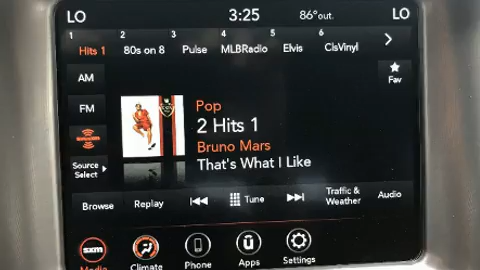 LO 3:25 86°out. LO
1 2 3 4 5 6
Hits 1 80s on 8 Pulse MLBRadio Elvis ClsVinyl
AM
Fav
FM
Pop
2 Hits 1
Bruno Mars
That's What I Like
Source
Select
Browse Replay Tune Traffic &
Weather Audio
sxm
Media Climate Phone Apps Settings